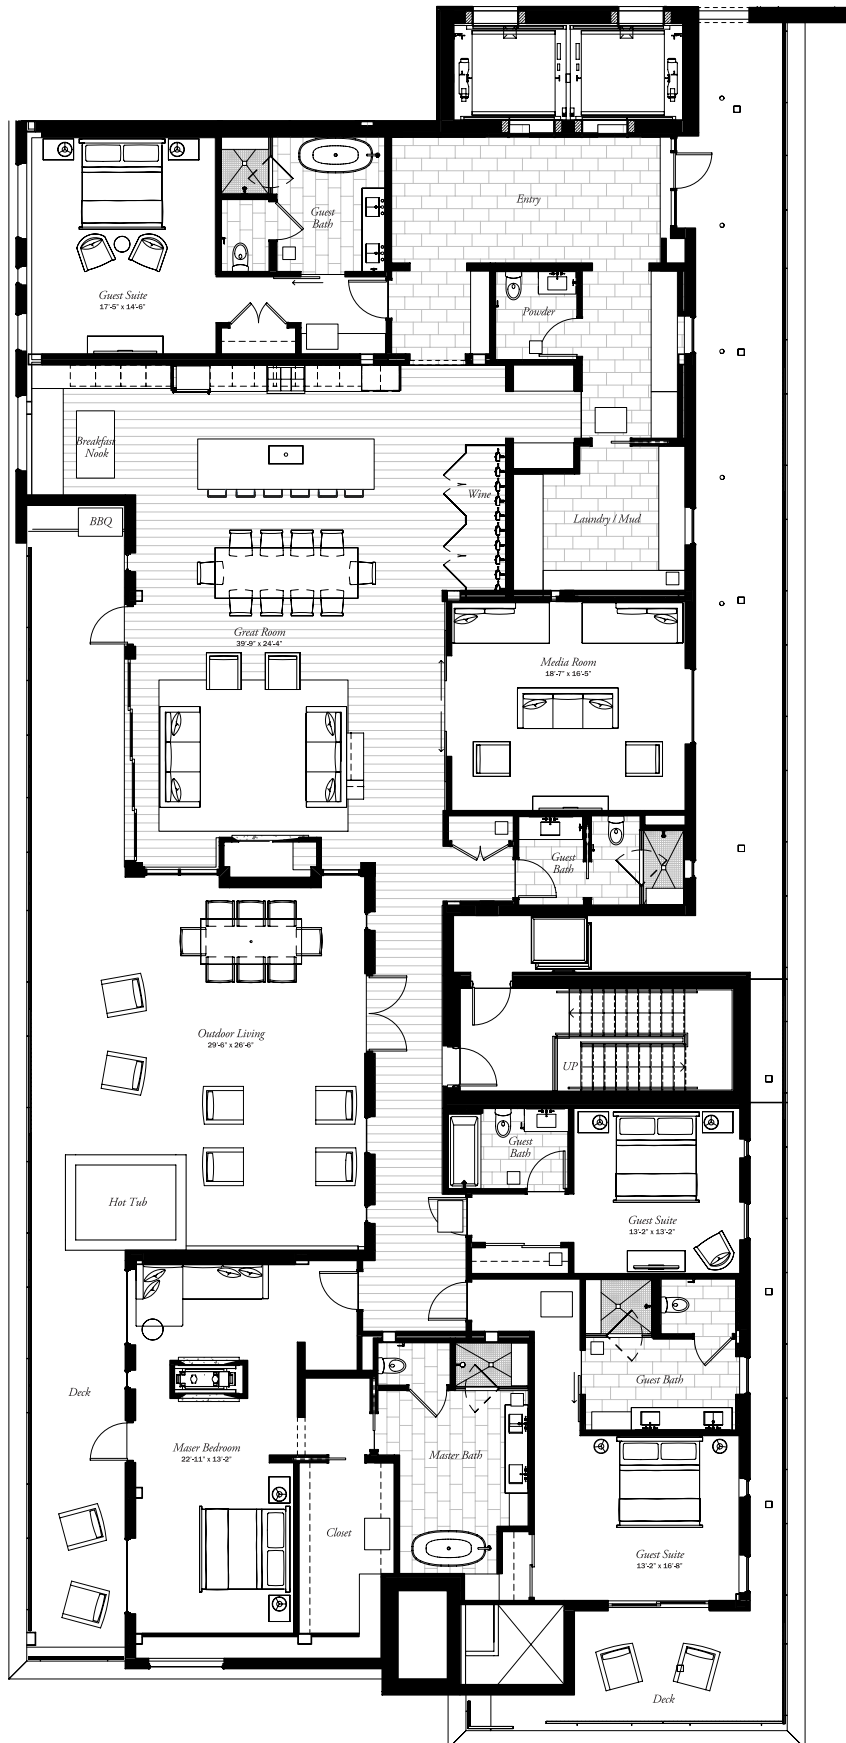 Entry
Guest
Bath
Guest Suite
17'-5" x 14'-6"
Powder
Breakfast
Nook
Wine
BBQ
Laundry / Mud
Great Room
39'-9" x 24'-4"
Media Room
18'-7" x 16'-5"
Guest
Bath
Outdoor Living
29'-6" x 26'-6"
UP
Guest
Bath
Hot Tub
Guest Suite
13'-2" x 13'-2"
Guest Bath
Deck
Maser Bedroom
22'-11" x 13'-2"
Master Bath
Closet
Guest Suite
13'-2" x 16'-8"
Deck